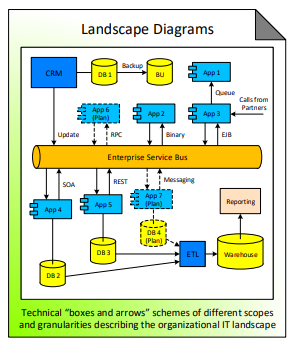 Landscape Diagrams
CRM
DB 1
Backup
BU
App 1
Queue
Calls from
Partners
App 6
(Plan)
App 2
App 3
Update
RPC
Binary
EJB
Enterprise Service Bus
SOA
REST
Messaging
App 4
App 5
App 7
(Plan)
Reporting
DB 4
(Plan)
DB 3
ETL
Warehouse
DB 2
Technical “boxes and arrows” schemes of different scopes
and granularities describing the organizational IT landscape